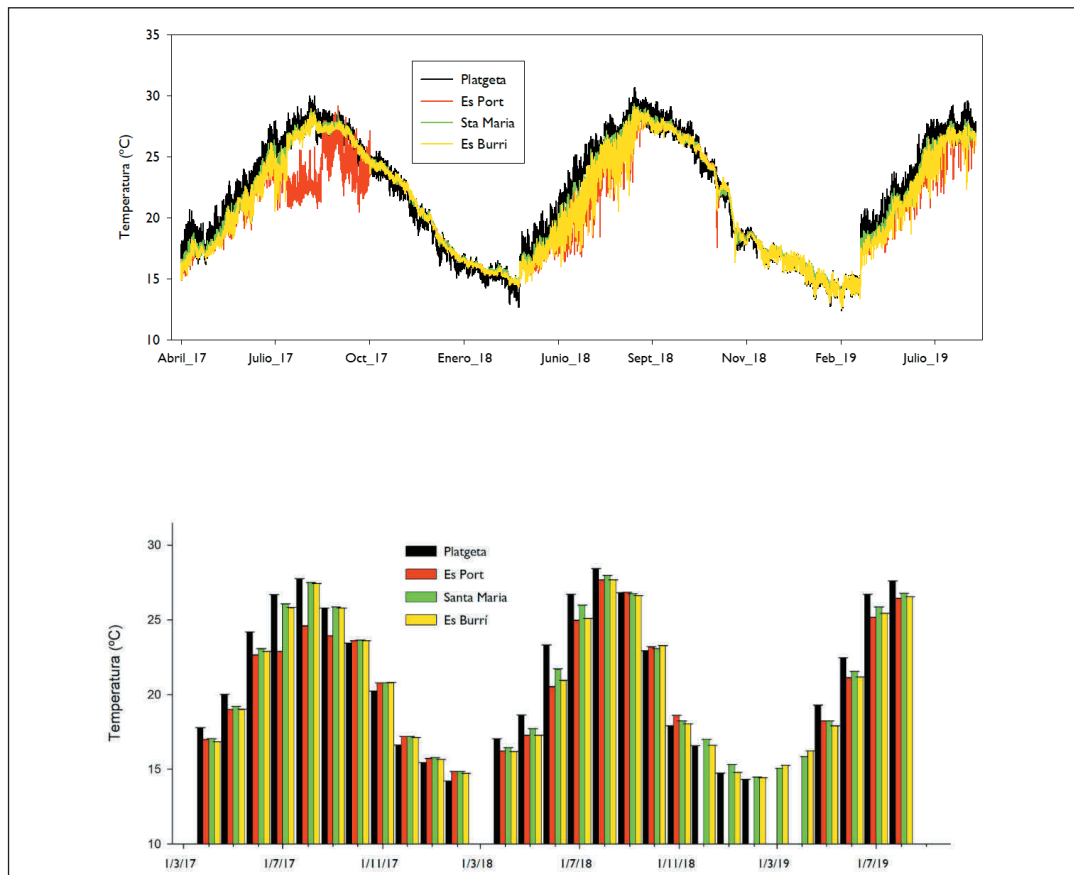 35
30
25
20
15
10
Temperatura (ºC)
Platgeta
Es Port
Sta Maria
Es Burri
Abril_17 Julio_17 Oct_17 Enero_18 Junio_18 Sept_18 Nov_18 Feb_19 Julio_19
30
25
20
15
10
Temperatura (ºC)
Platgeta
Es Port
Santa Maria
Es Burrí
1/3/17 1/7/17 1/11/17 1/3/18 1/7/18 1/11/18 1/3/19 1/7/19